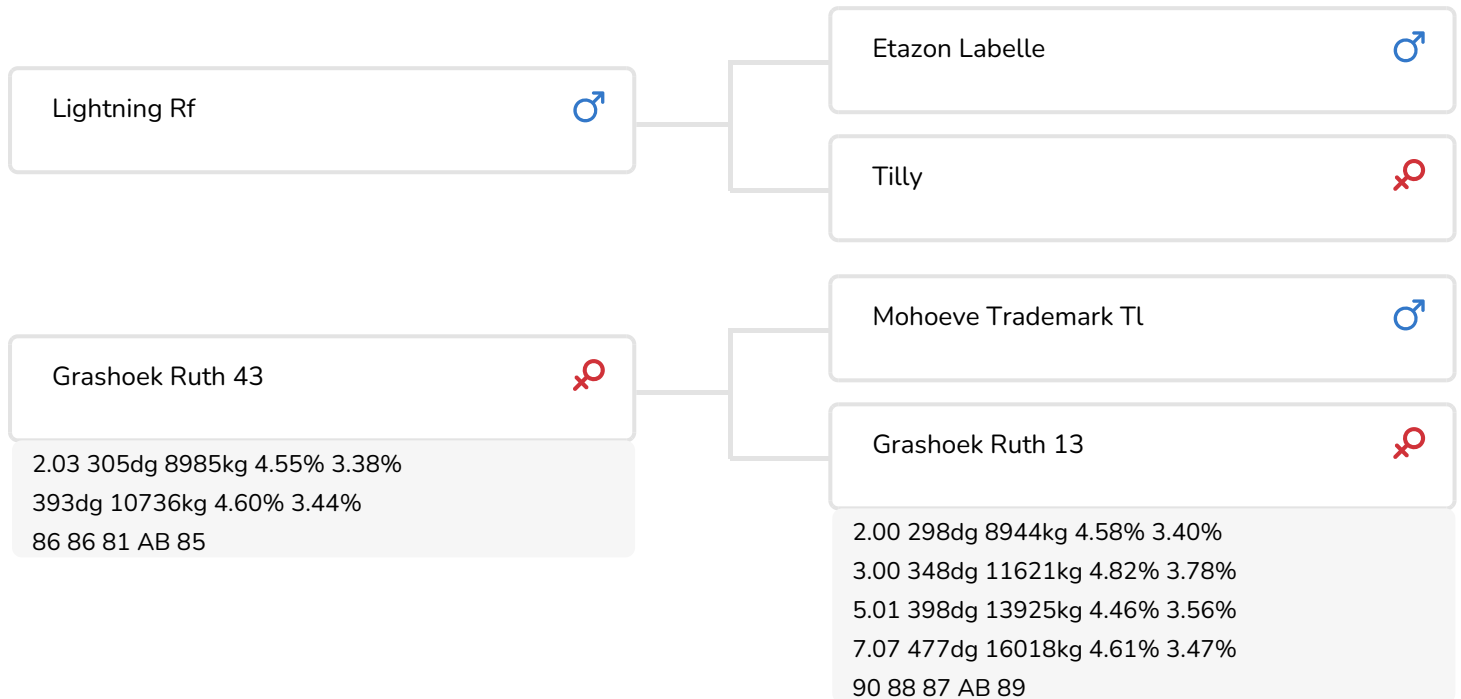 Lightning Rf
Grashoek Ruth 43
2.03 305dg 8985kg 4.55% 3.38%
393dg 10736kg 4.60% 3.44%
86 86 81 AB 85
Etazon Labelle
Tilly
Mohoeve Trademark Tl
Grashoek Ruth 13
2.00 298dg 8944kg 4.58% 3.40%
3.00 348dg 11621kg 4.82% 3.78%
5.01 398dg 13925kg 4.46% 3.56%
7.07 477dg 16018kg 4.61% 3.47%
90 88 87 AB 89